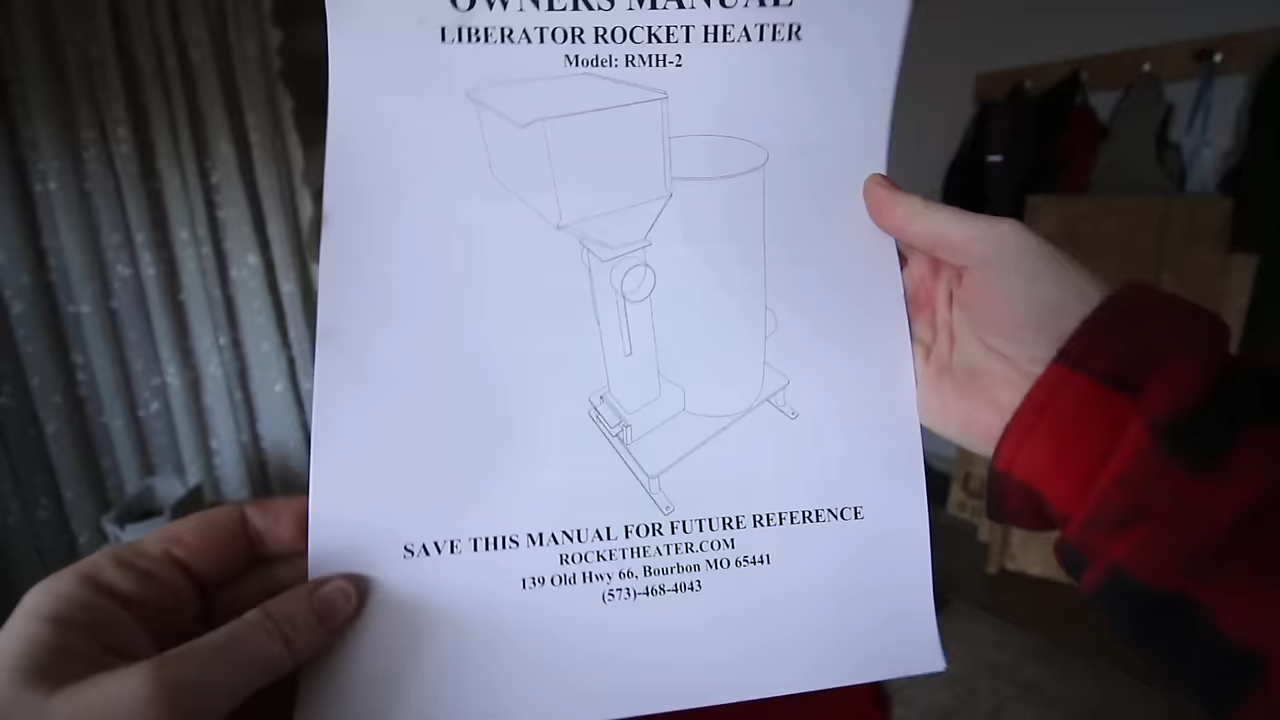 OWNERS MANUAL
LIBERATOR ROCKET HEATER
Model: RMH-2
SAVE THIS MANUAL FOR FUTURE REFERENCE
ROCKETHEATER.COM
139 Old Hwy 66, Bourbon MO 65441
(573)-468-4043